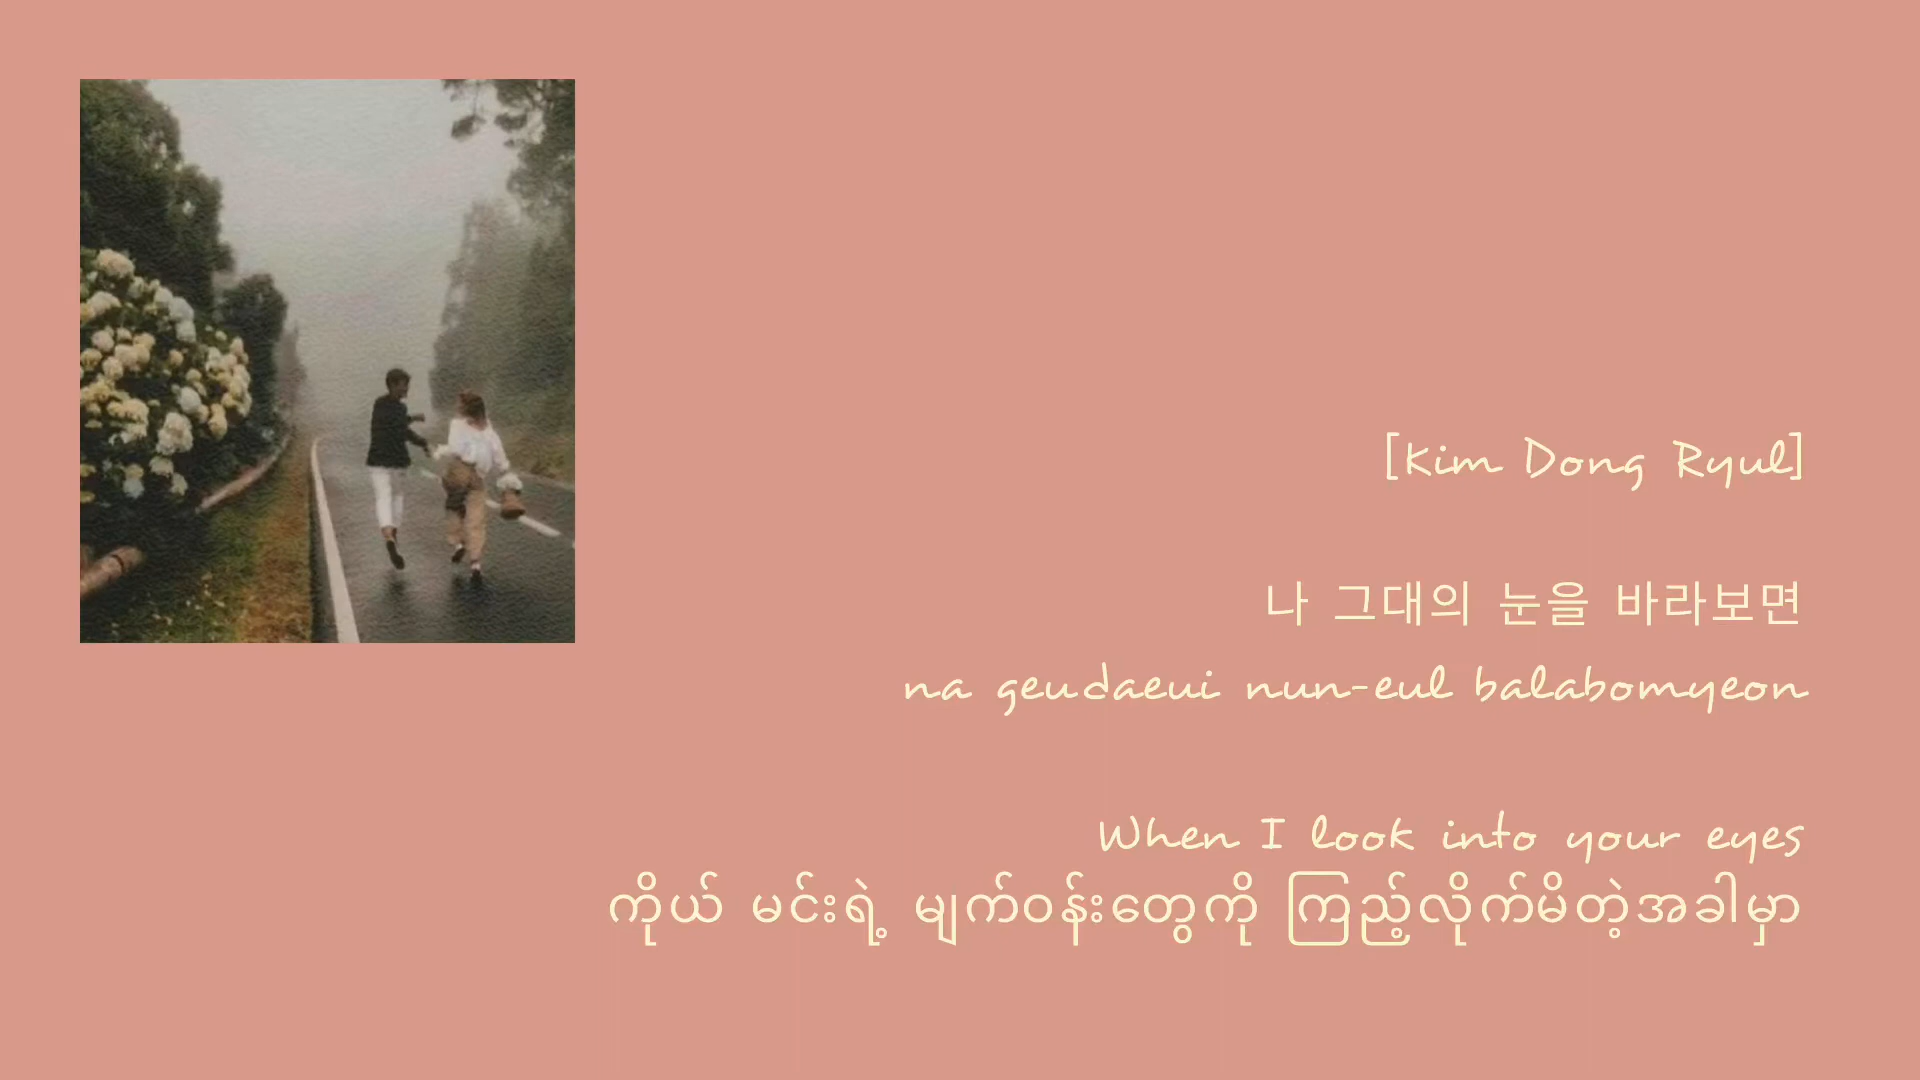 [Kim Dong Ryul]
나 그대의 눈을 바라보면
na geudaeui nun-eul balabomyeon
When I look into your eyes
ကိုယ် မင်းရဲ့ မျက်ဝန်းတွေကို ကြည့်လိုက်မိတဲ့အခါမှာ